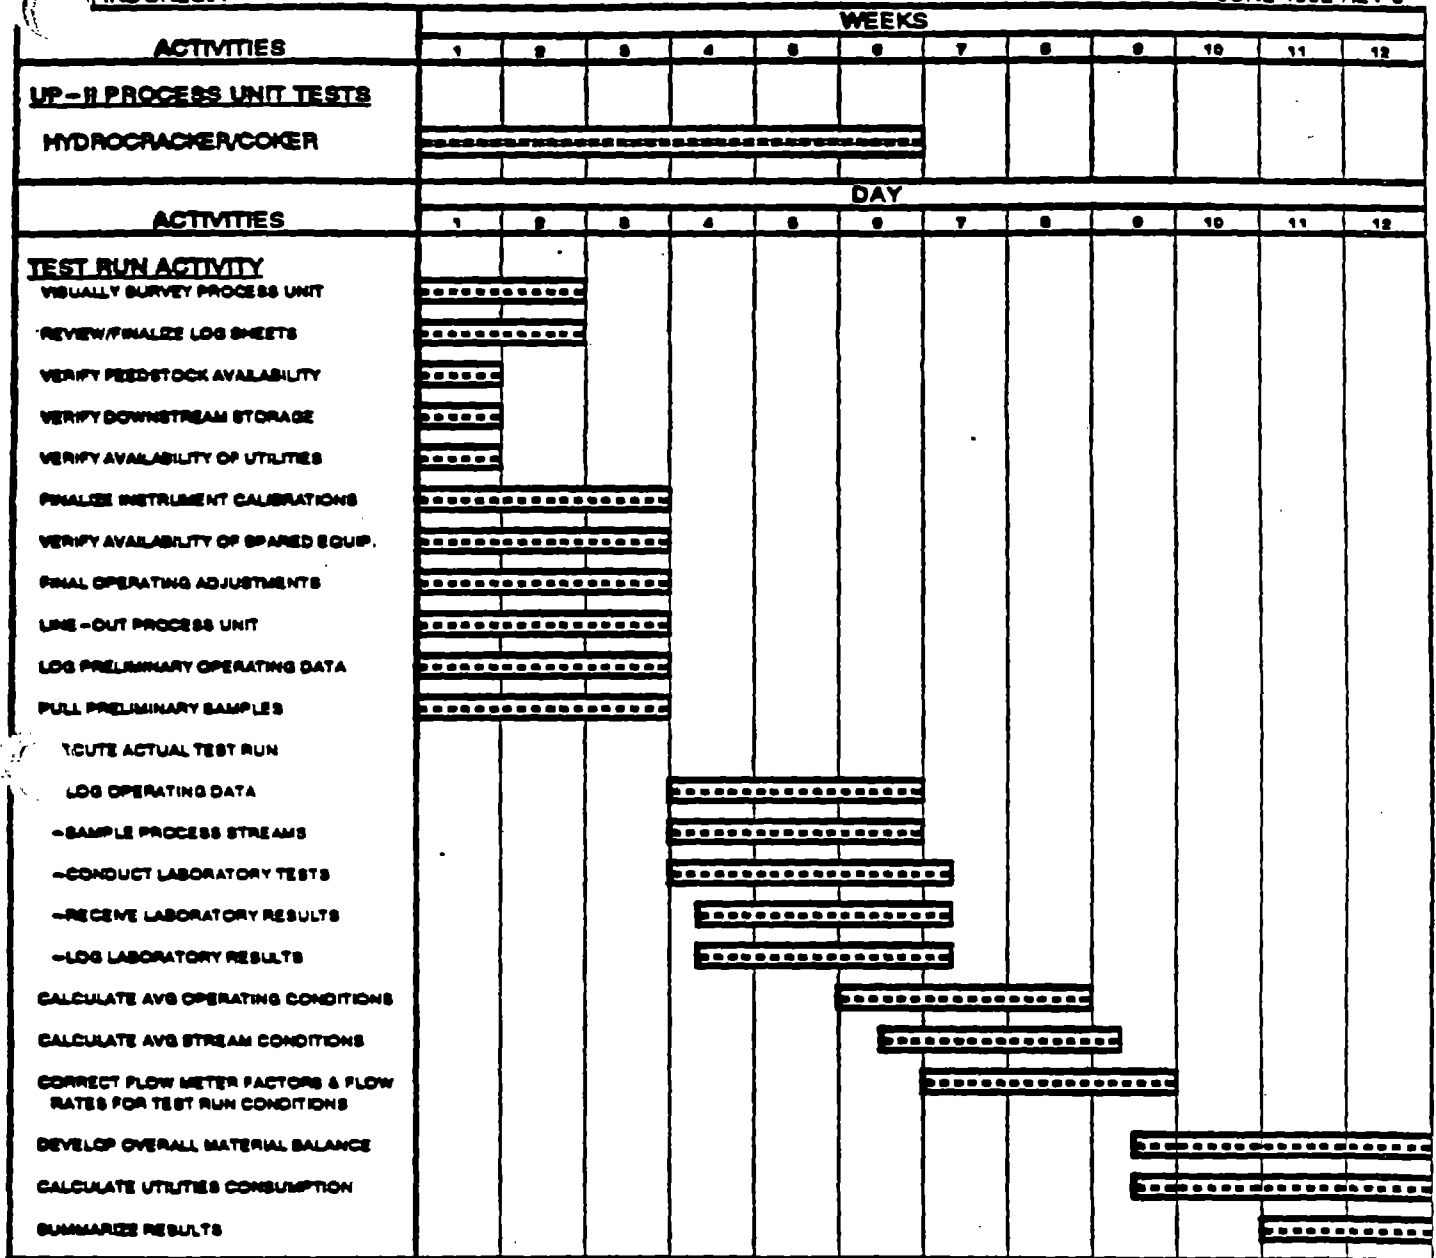 WEEKS
ACTIVITIES 1 2 3 4 5 6 7 8 9 10 11 12
UP-II PROCESS UNIT TESTS
HYDROCRACKER/COKER
DAY
ACTIVITIES 1 2 3 4 5 6 7 8 9 10 11 12
TEST RUN ACTIVITY
VISUALLY SURVEY PROCESS UNIT
REVIEW/FINALIZE LOG SHEETS
VERIFY FEEDSTOCK AVAILABILITY
VERIFY DOWNSTREAM STORAGE
VERIFY AVAILABILITY OF UTILITIES
FINALIZE INSTRUMENT CALIBRATIONS
VERIFY AVAILABILITY OF SPARED EQUIP.
FINAL OPERATING ADJUSTMENTS
LINE-OUT PROCESS UNIT
LOG PRELIMINARY OPERATING DATA
PULL PRELIMINARY SAMPLES
CUTE ACTUAL TEST RUN
LOG OPERATING DATA
-SAMPLE PROCESS STREAMS
-CONDUCT LABORATORY TESTS
-RECEIVE LABORATORY RESULTS
-LOG LABORATORY RESULTS
CALCULATE AVG OPERATING CONDITIONS
CALCULATE AVG STREAM CONDITIONS
CORRECT FLOW METER FACTORS & FLOW
RATES FOR TEST RUN CONDITIONS
DEVELOP OVERALL MATERIAL BALANCE
CALCULATE UTILITIES CONSUMPTION
SUMMARIZE RESULTS